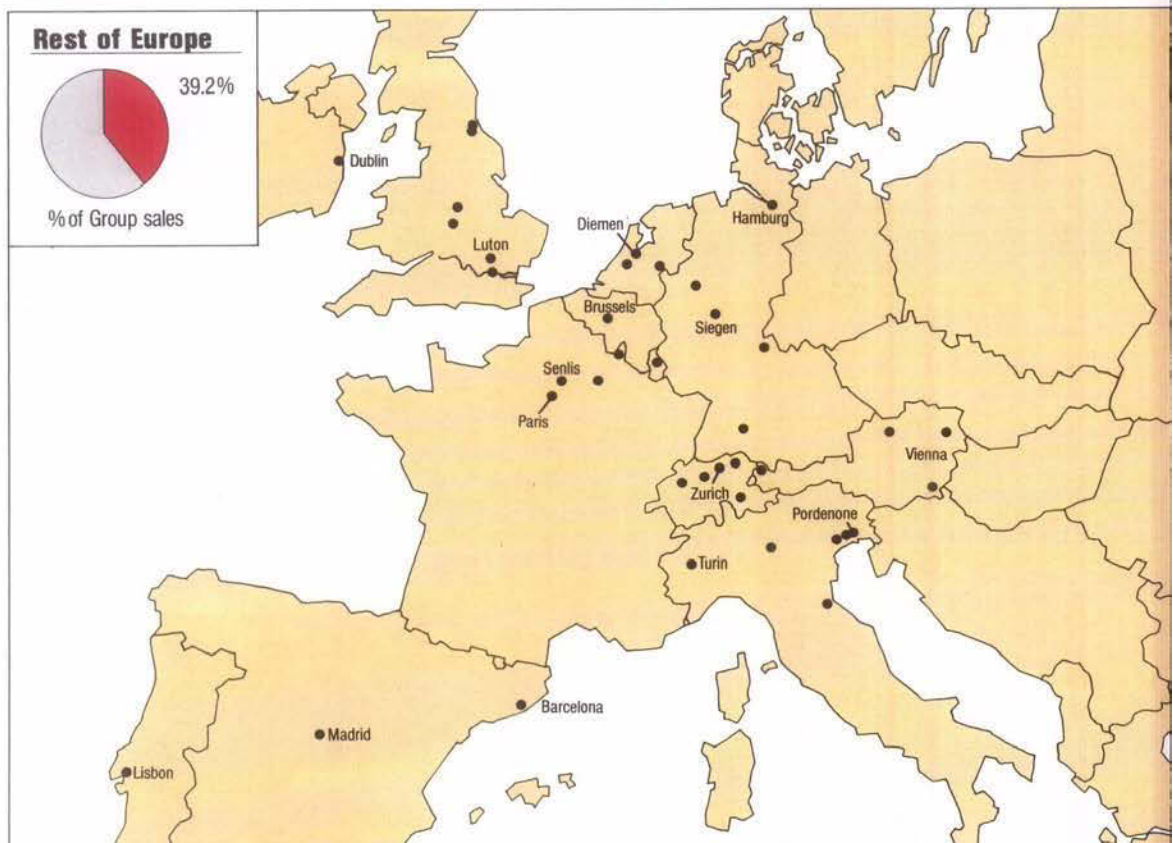 Rest of Europe
39.2%
% of Group sales
Dublin
Luton
Diemen
Hamburg
Brussels
Siegen
Senlis
Paris
Vienna
Zurich
Pordenone
Turin
Barcelona
Madrid
Lisbon